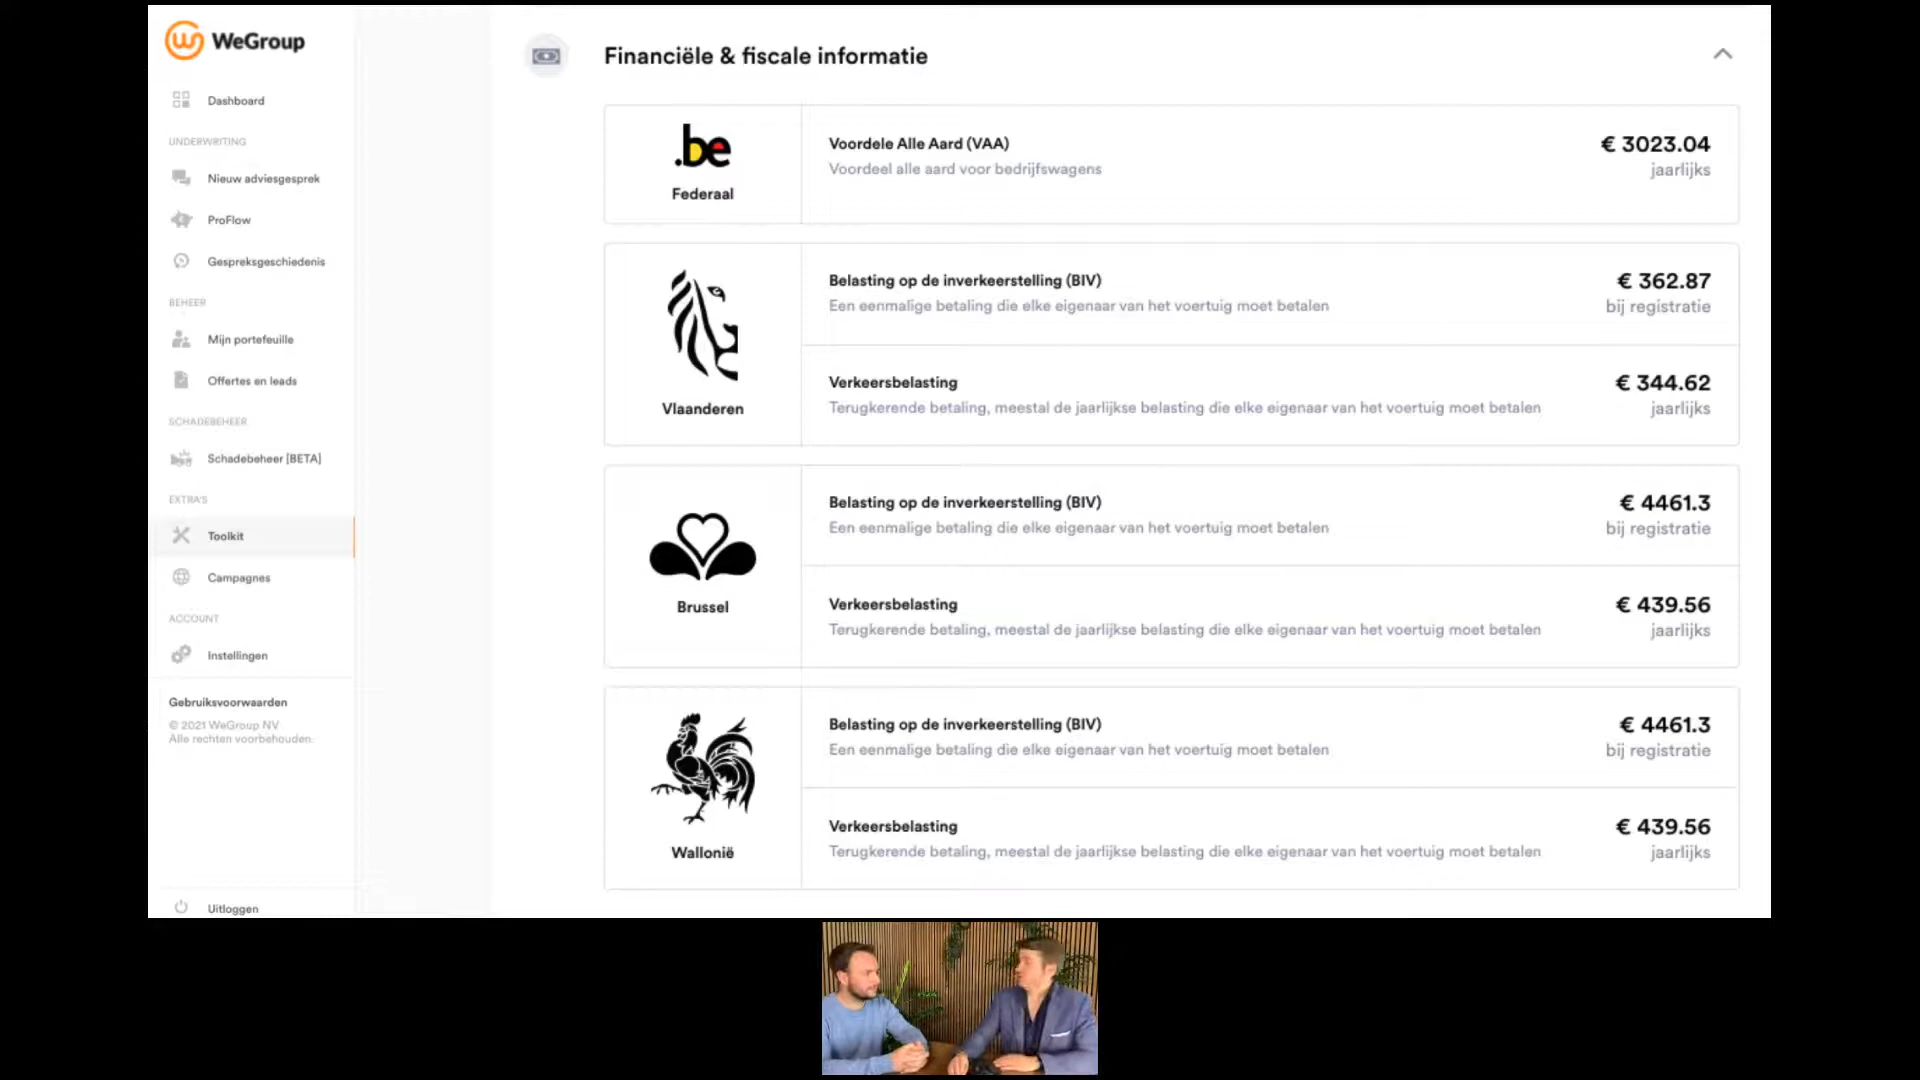 WeGroup
Dashboard
UNDERWRITING
Nieuw adviesgesprek
ProFlow
Gespreksgeschiedenis
BEHEER
Mijn portefeuille
Offertes en leads
SCHADEBEHEER
Schadebeheer [BETA]
EXTRA'S
Toolkit
Campagnes
ACCOUNT
Instellingen
Gebruiksvoorwaarden
© 2021 WeGroup NV
Alle rechten voorbehouden.
Uitloggen
Financiële & fiscale informatie
.be
Federaal
Voordele Alle Aard (VAA)
Voordeel alle aard voor bedrijfswagens
€ 3023.04
jaarlijks
Vlaanderen
Belasting op de inverkeerstelling (BIV)
Een eenmalige betaling die elke eigenaar van het voertuig moet betalen
€ 362.87
bij registratie
Verkeersbelasting
Terugkerende betaling, meestal de jaarlijkse belasting die elke eigenaar van het voertuig moet betalen
€ 344.62
jaarlijks
Brussel
Belasting op de inverkeerstelling (BIV)
Een eenmalige betaling die elke eigenaar van het voertuig moet betalen
€ 4461.3
bij registratie
Verkeersbelasting
Terugkerende betaling, meestal de jaarlijkse belasting die elke eigenaar van het voertuig moet betalen
€ 439.56
jaarlijks
Wallonië
Belasting op de inverkeerstelling (BIV)
Een eenmalige betaling die elke eigenaar van het voertuig moet betalen
€ 4461.3
bij registratie
Verkeersbelasting
Terugkerende betaling, meestal de jaarlijkse belasting die elke eigenaar van het voertuig moet betalen
€ 439.56
jaarlijks